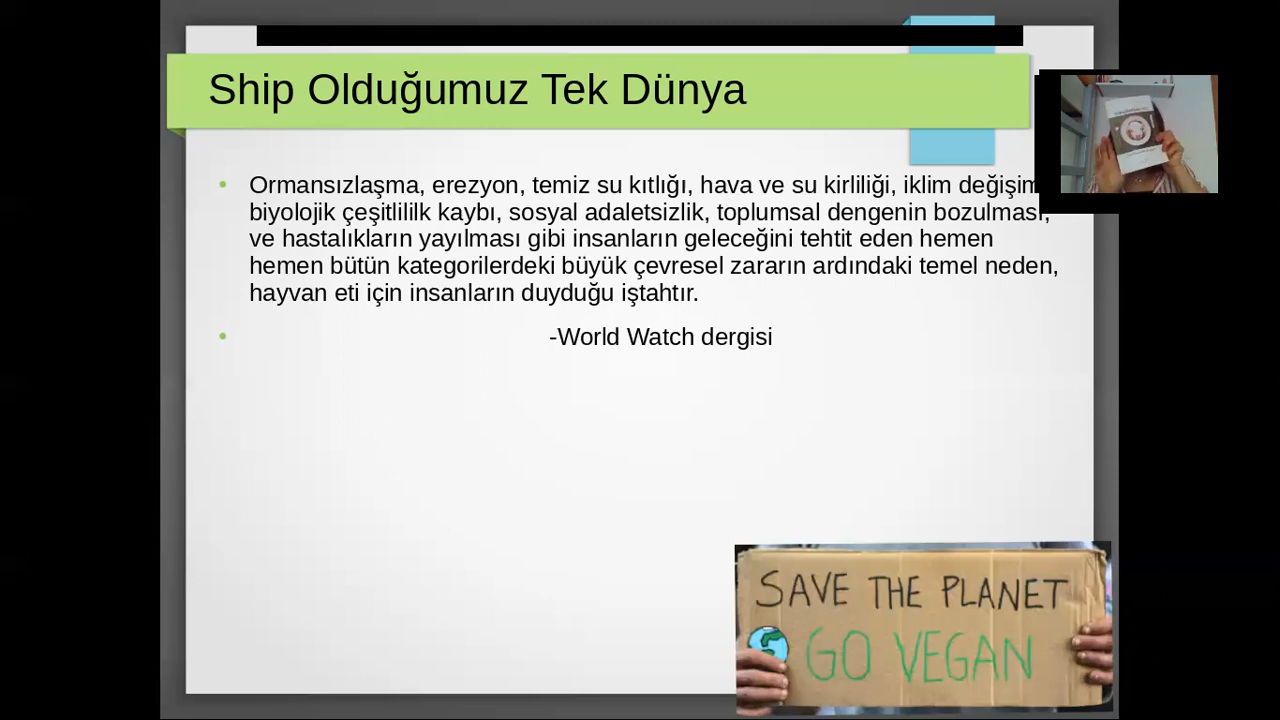 Ship Olduğumuz Tek Dünya
Ormansızlaşma, erezyon, temiz su kıtlığı, hava ve su kirliliği, iklim değişim
biyolojik çeşitlililk kaybı, sosyal adaletsizlik, toplumsal dengenin bozulması,
ve hastalıkların yayılması gibi insanların geleceğini tehtit eden hemen
hemen bütün kategorilerdeki büyük çevresel zararın ardındaki temel neden,
hayvan eti için insanların duyduğu iştahtır.
-World Watch dergisi
SAVE THE PLANET
GO VEGAN